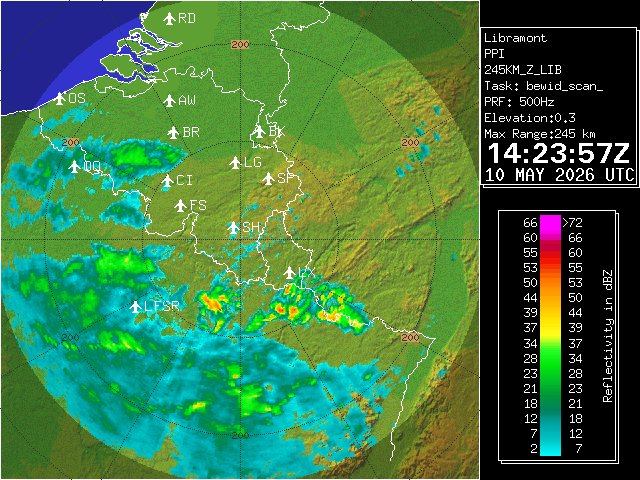 RD
200
OS
AW
BR
BK
200
200
LG
CI
SP
FS
SH
LX
LFSR
200
200
200
Libramont
PPI
245KM_Z_LIB
Task: bewid_scan_
PRF: 500Hz
Elevation:0.3
Max Range:245 km
14:23:57Z
10 MAY 2026 UTC
66 >72
60 66
55 60
53 55
50 53
44 50
39 44
37 39
34 37
28 34
23 28
21 23
18 21
12 18
7 12
2 7
Reflectivity in dBZ